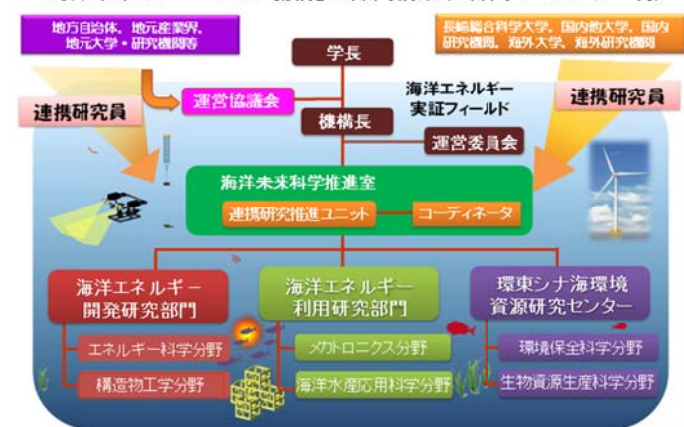 地方自治体，地元産業界，
地元大学・研究機関等
長崎総合科学大学，国内他大学，国内
研究機関，海外大学，海外研究機関
学長
連携研究員
運営協議会
海洋エネルギー
実証フィールド
連携研究員
機構長
運営委員会
海洋未来科学推進室
連携研究推進ユニット
コーディネータ
海洋エネルギー
開発研究部門
海洋エネルギー
利用研究部門
環東シナ海環境
資源研究センター
エネルギー科学分野
メカトロニクス分野
環境保全科学分野
構造物工学分野
海洋水産応用科学分野
生物資源生産科学分野